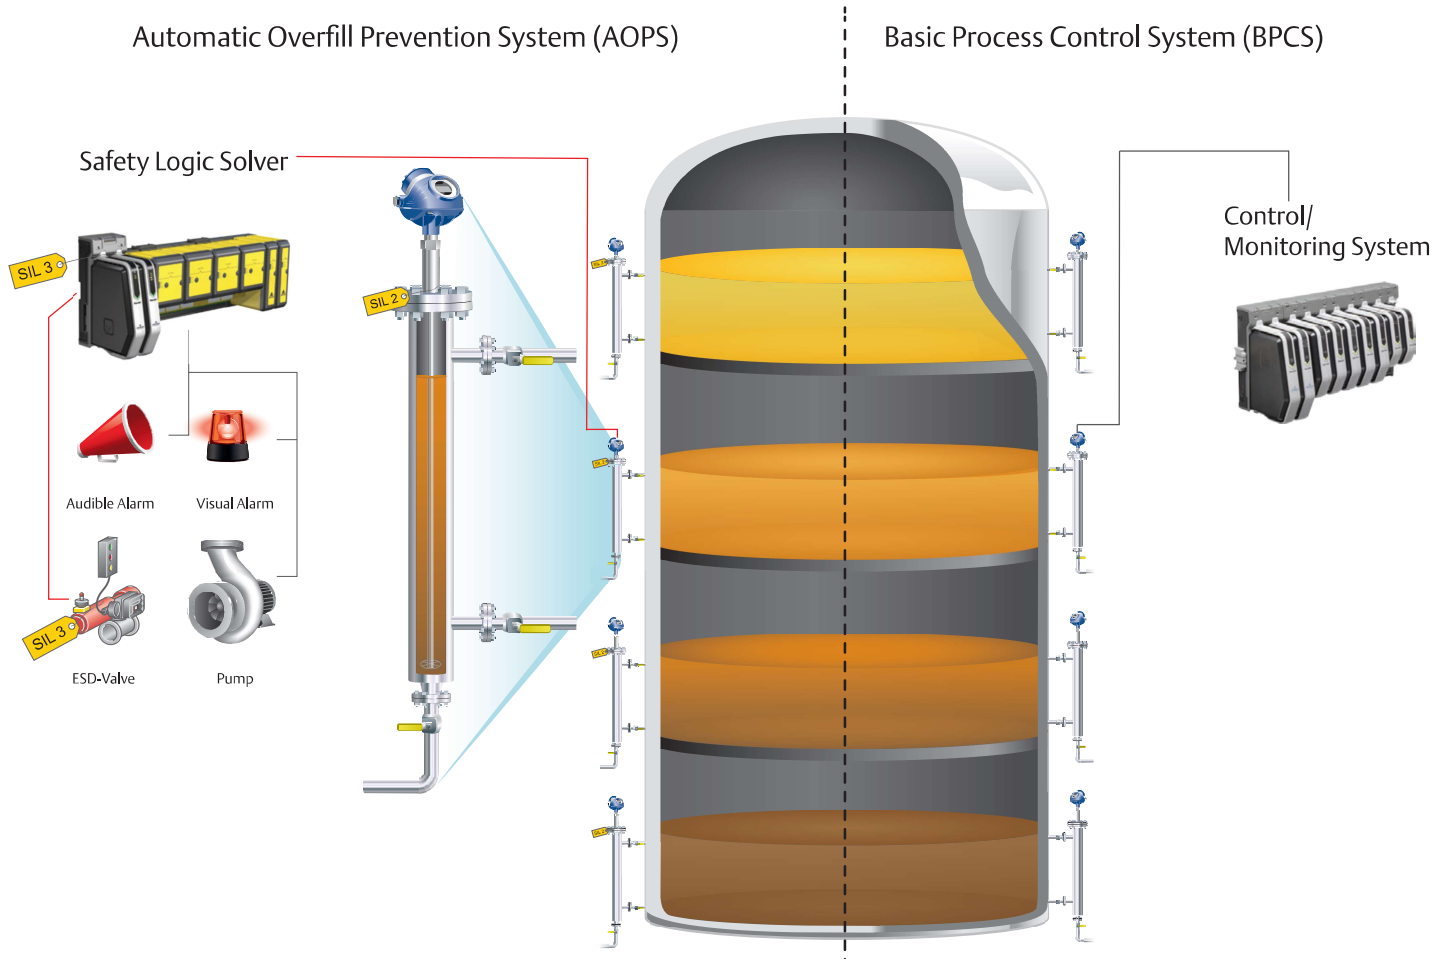 Automatic Overfill Prevention System (AOPS)
Basic Process Control System (BPCS)
Safety Logic Solver
Control/
Monitoring System
SIL 3
SIL 2
Audible Alarm
Visual Alarm
SIL 3
ESD-Valve
Pump